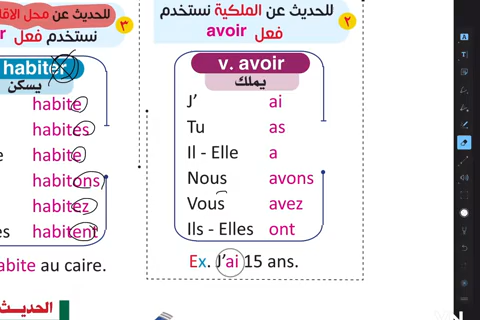 للحديث عن الملكية نستخدم
فعل avoir
٢
v. avoir
يملك
J' ai
Tu as
Il - Elle a
Nous avons
Vous avez
Ils - Elles ont
Ex. J'ai 15 ans.
٣
للحديث عن محل
نستخدم فعل
habiter
يسكن
habite
habites
habite
habitons
habitez
habitent
au caire.